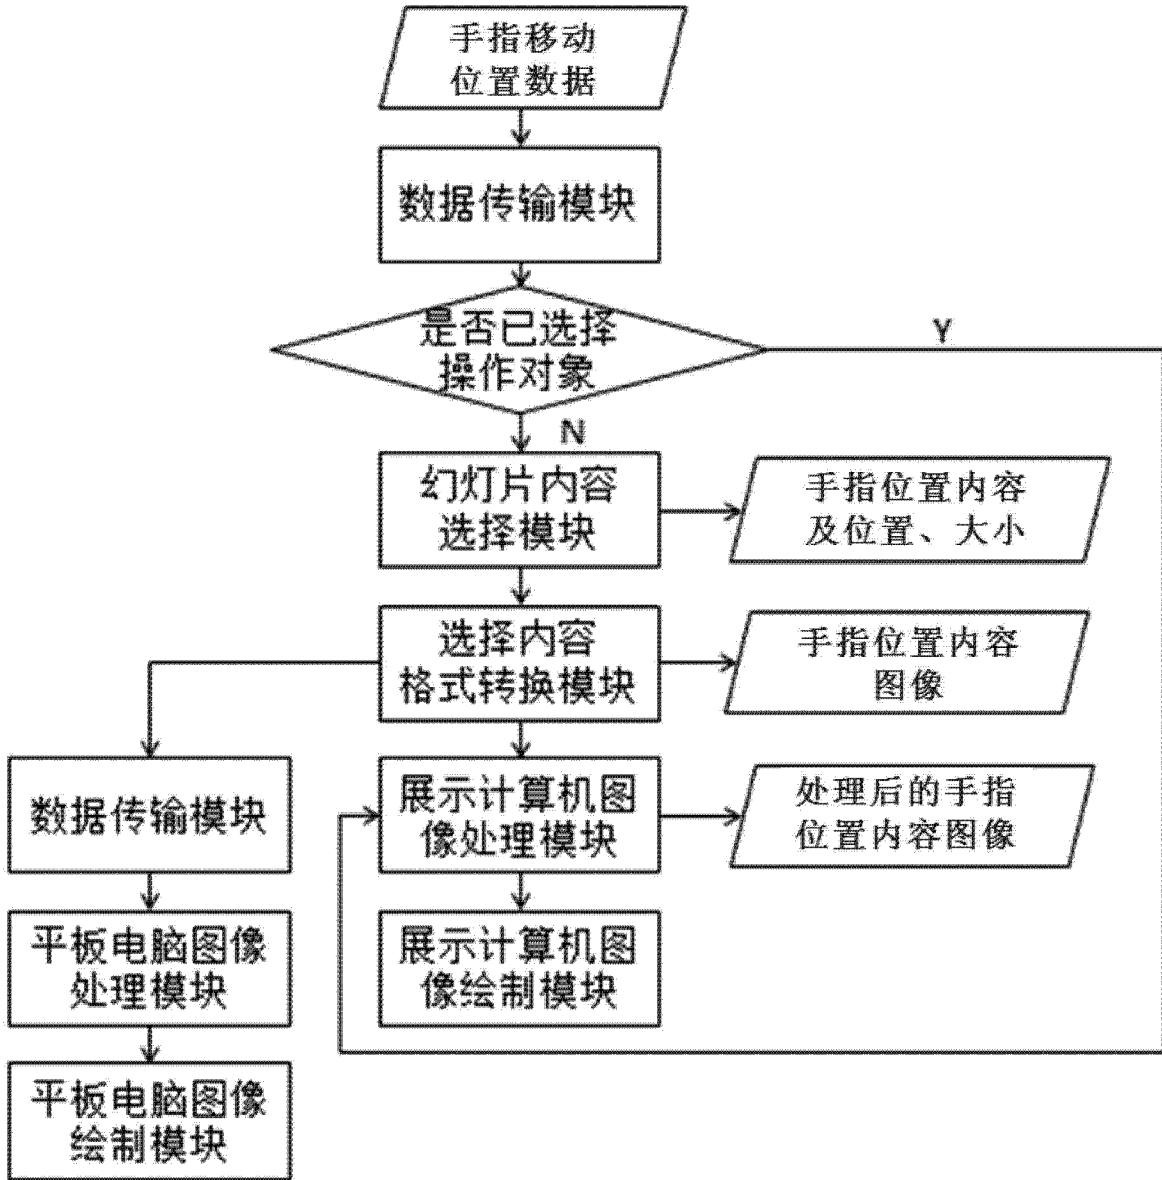 手指移动
位置数据
数据传输模块
是否已选择
操作对象
Y
N
幻灯片内容
选择模块
手指位置内容
及位置、大小
选择内容
格式转换模块
手指位置内容
图像
数据传输模块
展示计算机图
像处理模块
处理后的手指
位置内容图像
平板电脑图像
处理模块
展示计算机图
像绘制模块
平板电脑图像
绘制模块